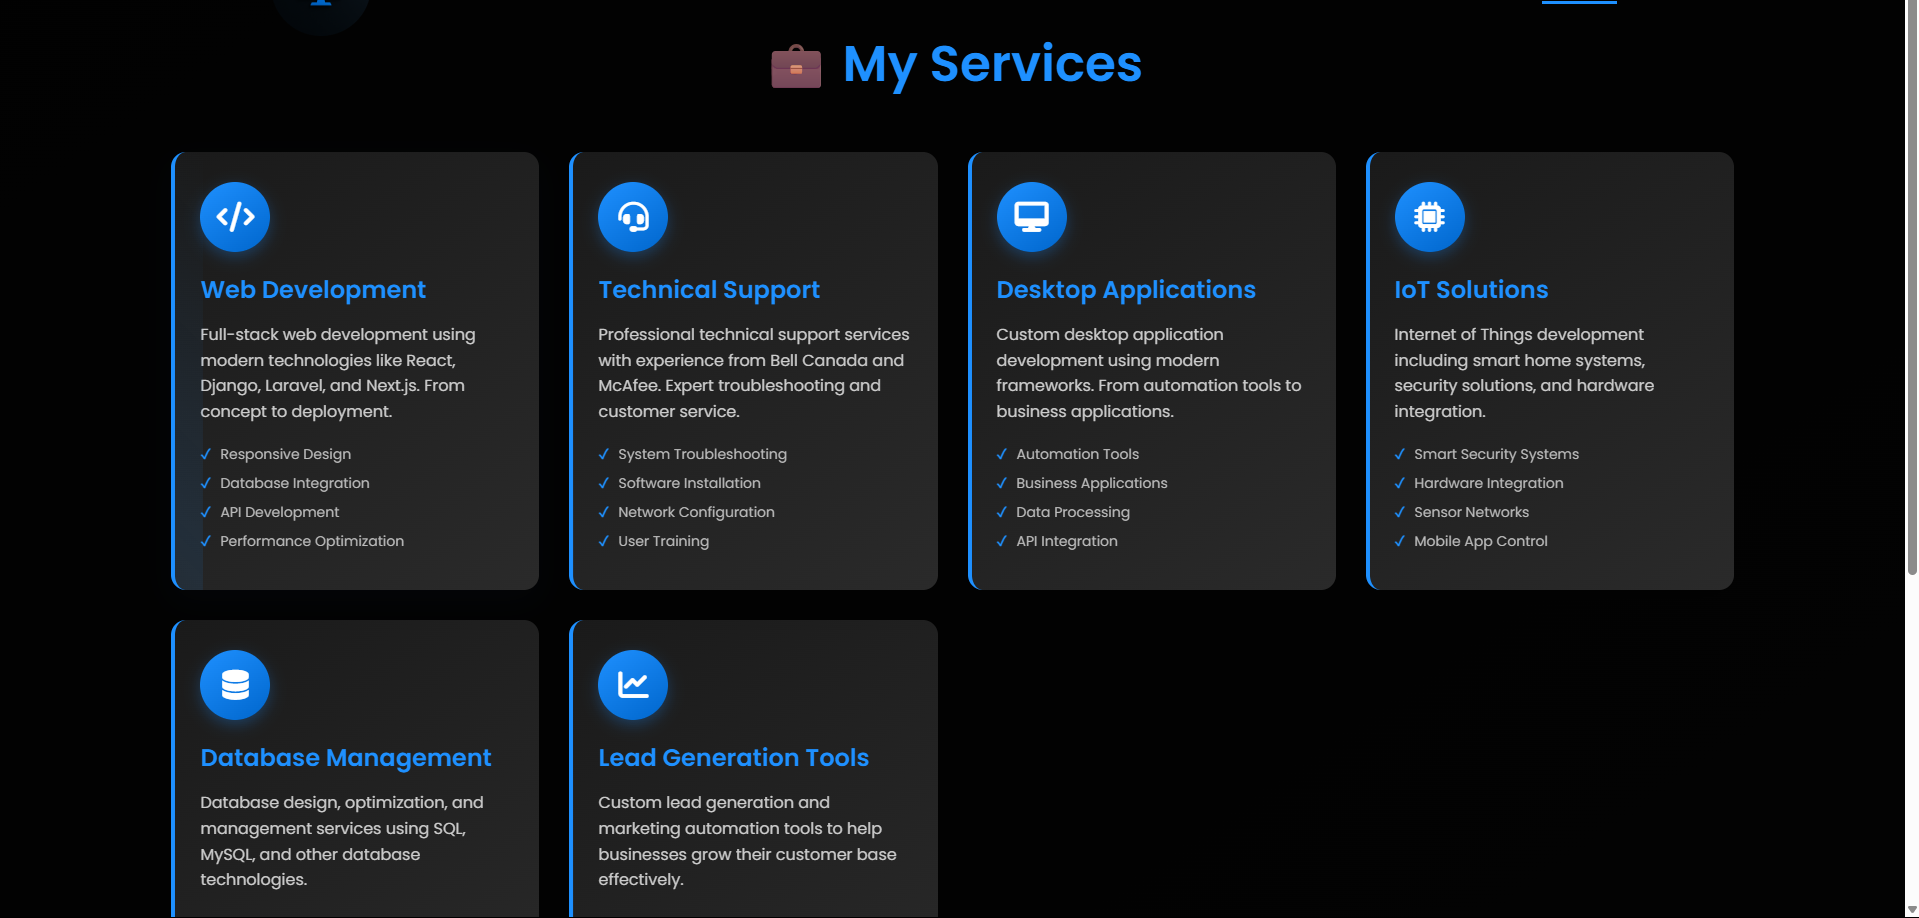 My Services
Web Development
Full-stack web development using
modern technologies like React,
Django, Laravel, and Next.js. From
concept to deployment.
✓ Responsive Design
✓ Database Integration
✓ API Development
✓ Performance Optimization
Technical Support
Professional technical support services
with experience from Bell Canada and
McAfee. Expert troubleshooting and
customer service.
✓ System Troubleshooting
✓ Software Installation
✓ Network Configuration
✓ User Training
Desktop Applications
Custom desktop application
development using modern
frameworks. From automation tools to
business applications.
✓ Automation Tools
✓ Business Applications
✓ Data Processing
✓ API Integration
IoT Solutions
Internet of Things development
including smart home systems,
security solutions, and hardware
integration.
✓ Smart Security Systems
✓ Hardware Integration
✓ Sensor Networks
✓ Mobile App Control
Database Management
Database design, optimization, and
management services using SQL,
MySQL, and other database
technologies.
Lead Generation Tools
Custom lead generation and
marketing automation tools to help
businesses grow their customer base
effectively.